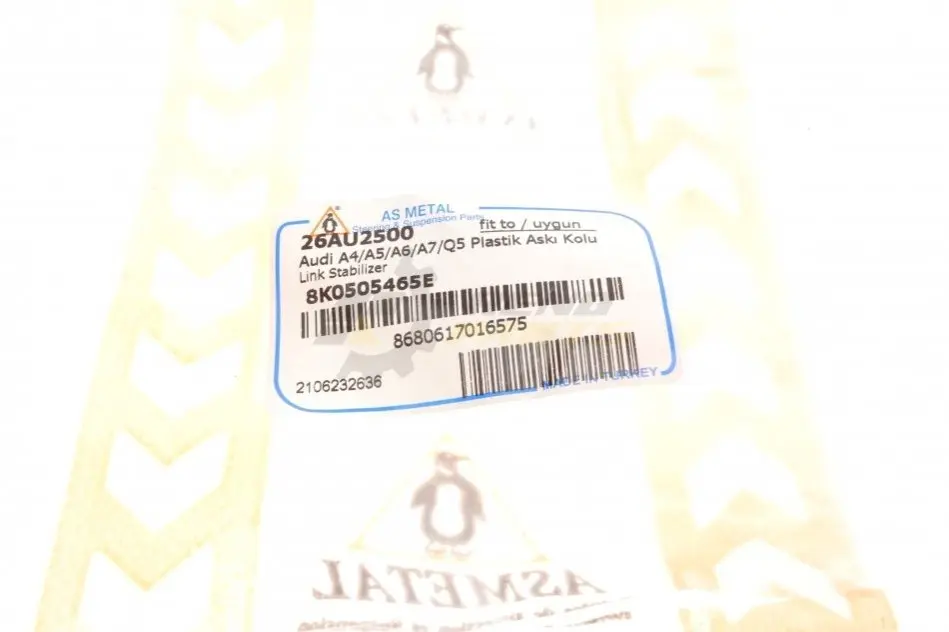 AS METAL
Steering & Suspension Parts
fit to / uygun
26AU2500
Audi A4/A5/A6/A7/Q5 Plastik Askı Kolu
Link Stabilizer
8K0505465E
8680617016575
2106232636
MADE IN TURKEY
ASMETAL